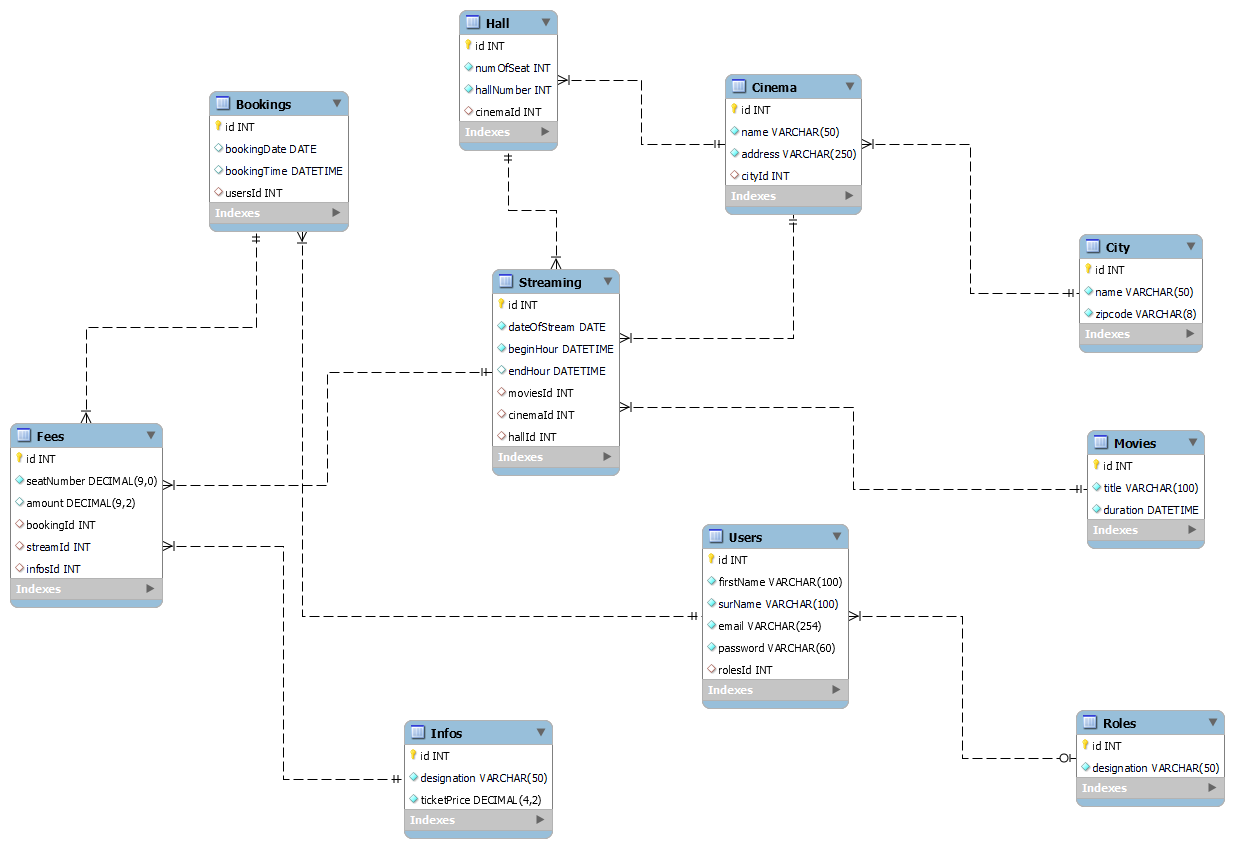 Hall
id INT
numOfSeat INT
hallNumber INT
cinemaId INT
Indexes
Cinema
id INT
name VARCHAR(50)
address VARCHAR(250)
cityId INT
Indexes
Bookings
id INT
bookingDate DATE
bookingTime DATETIME
usersId INT
Indexes
City
id INT
name VARCHAR(50)
zipcode VARCHAR(8)
Indexes
Streaming
id INT
dateOfStream DATE
beginHour DATETIME
endHour DATETIME
moviesId INT
cinemaId INT
hallId INT
Indexes
Fees
id INT
seatNumber DECIMAL(9,0)
amount DECIMAL(9,2)
bookingId INT
streamId INT
infosId INT
Indexes
Movies
id INT
title VARCHAR(100)
duration DATETIME
Indexes
Users
id INT
firstName VARCHAR(100)
surName VARCHAR(100)
email VARCHAR(254)
password VARCHAR(60)
rolesId INT
Indexes
Infos
id INT
designation VARCHAR(50)
ticketPrice DECIMAL(4,2)
Indexes
Roles
id INT
designation VARCHAR(50)
Indexes